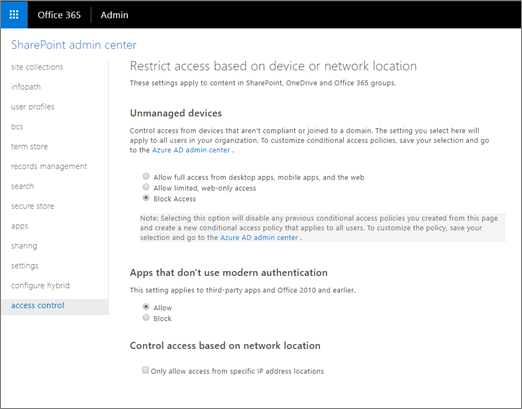 Office 365 Admin
SharePoint admin center
site collections
infopath
user profiles
bcs
term store
records management
search
secure store
apps
sharing
settings
configure hybrid
access control
Restrict access based on device or network location
These settings apply to content in SharePoint, OneDrive and Office 365 groups.
Unmanaged devices
Control access from devices that aren't compliant or joined to a domain. The setting you select here will
apply to all users in your organization. To customize conditional access policies, save your selection and go
to the Azure AD admin center .
Allow full access from desktop apps, mobile apps, and the web
Allow limited, web-only access
Block Access
Note: Selecting this option will disable any previous conditional access policies you created from this page
and create a new conditional access policy that applies to all users. To customize the policy, save your
selection and go to the Azure AD admin center .
Apps that don't use modern authentication
This setting applies to third-party apps and Office 2010 and earlier.
Allow
Block
Control access based on network location
Only allow access from specific IP address locations